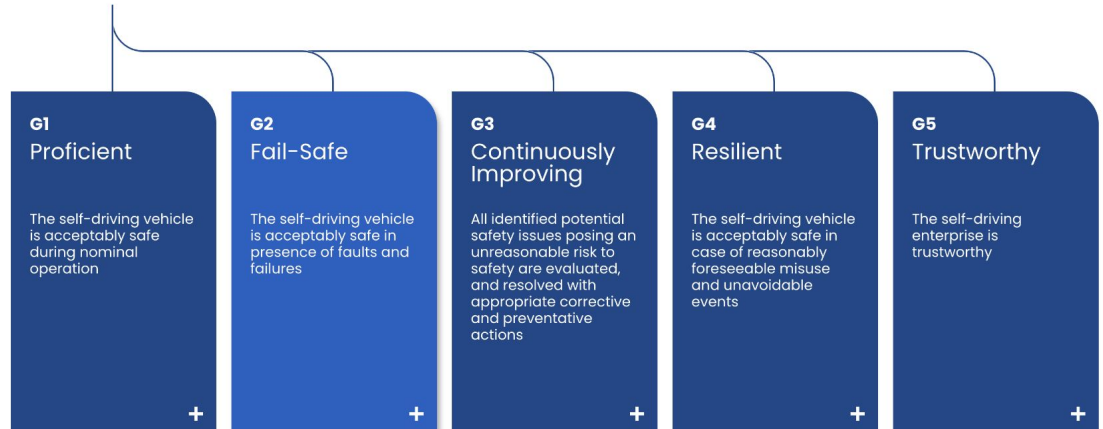 G1
Proficient
The self-driving vehicle
is acceptably safe
during nominal
operation
+
G2
Fail-Safe
The self-driving vehicle
is acceptably safe in
presence of faults and
failures
+
G3
Continuously
Improving
All identified potential
safety issues posing an
unreasonable risk to
safety are evaluated,
and resolved with
appropriate corrective
and preventative
actions
+
G4
Resilient
The self-driving vehicle
is acceptably safe in
case of reasonably
foreseeable misuse
and unavoidable
events
+
G5
Trustworthy
The self-driving
enterprise is
trustworthy
+